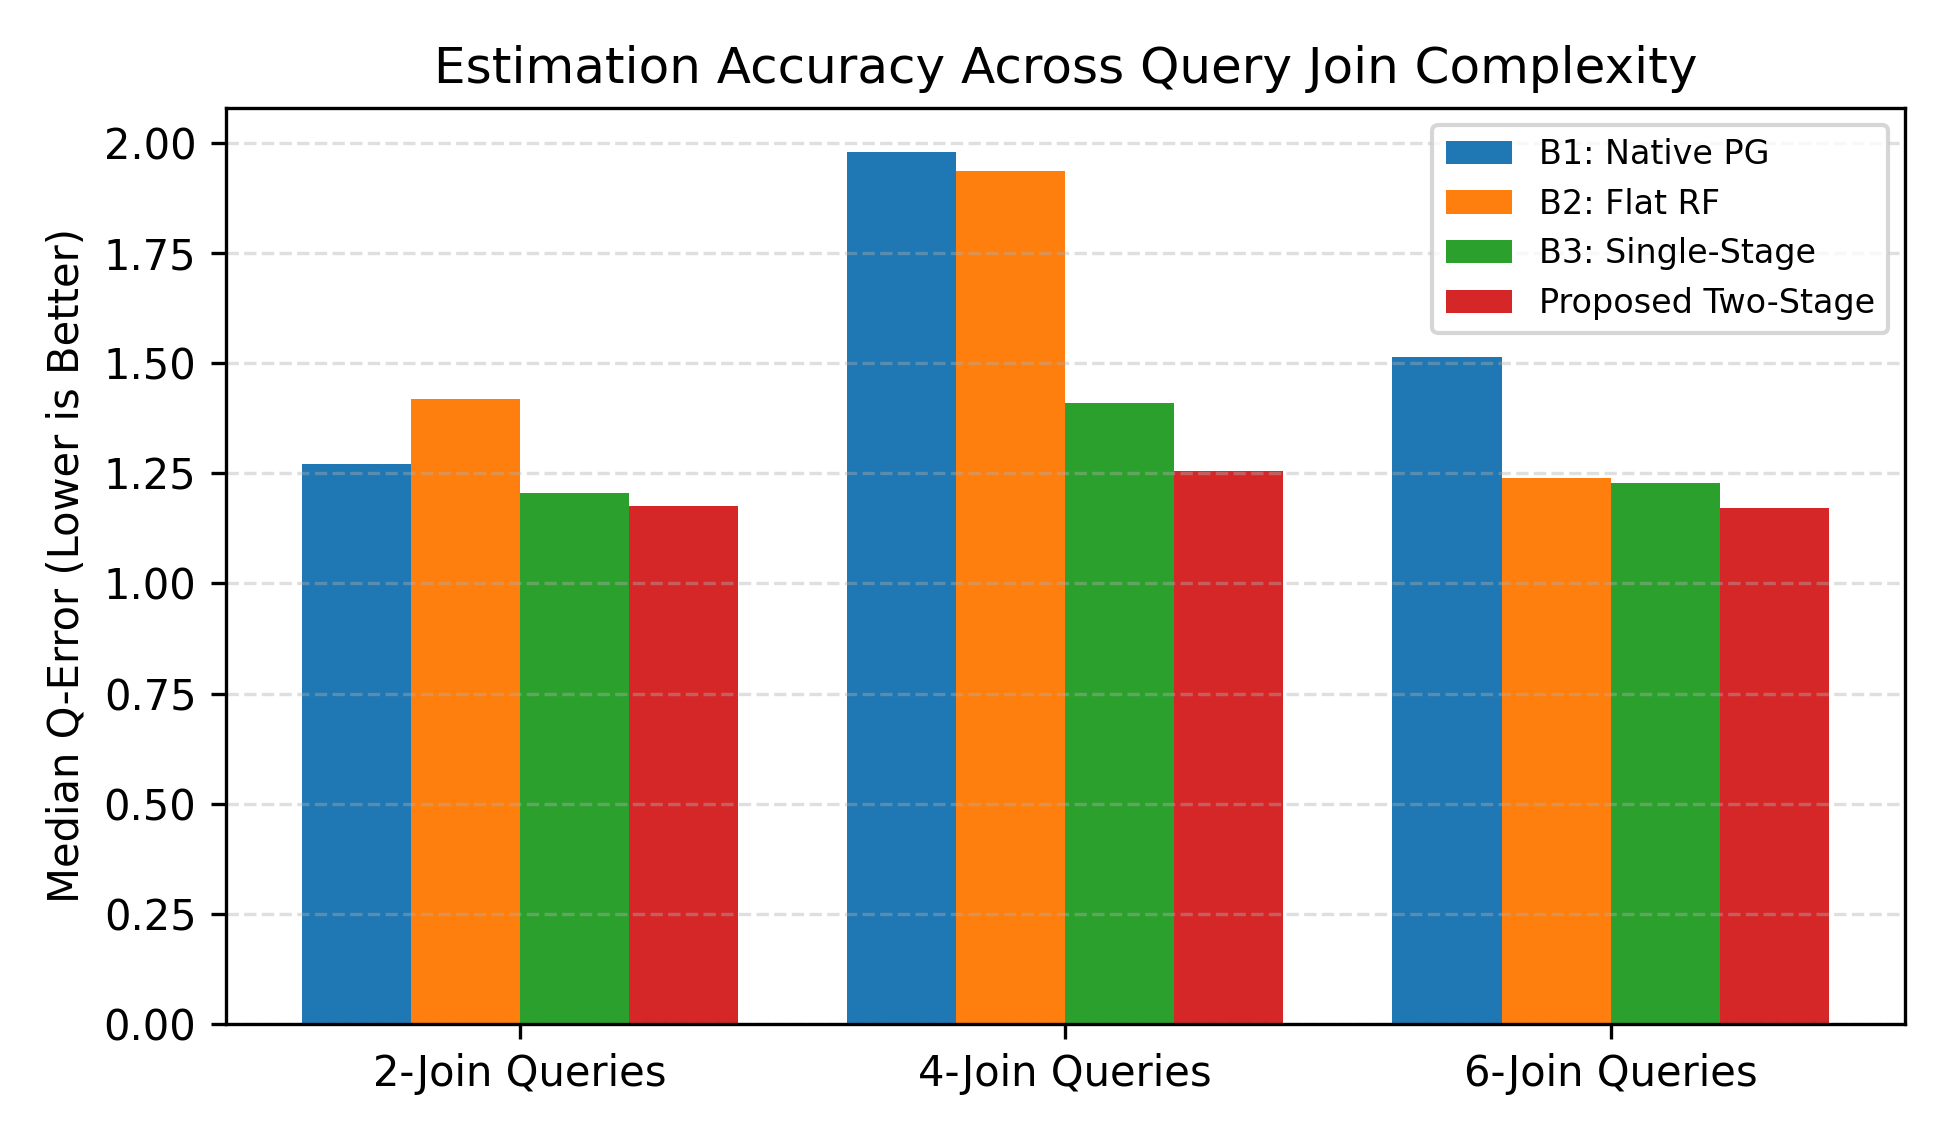 Estimation Accuracy Across Query Join Complexity
Median Q-Error (Lower is Better)
2.00
1.75
1.50
1.25
1.00
0.75
0.50
0.25
0.00
B1: Native PG
B2: Flat RF
B3: Single-Stage
Proposed Two-Stage
2-Join Queries
4-Join Queries
6-Join Queries